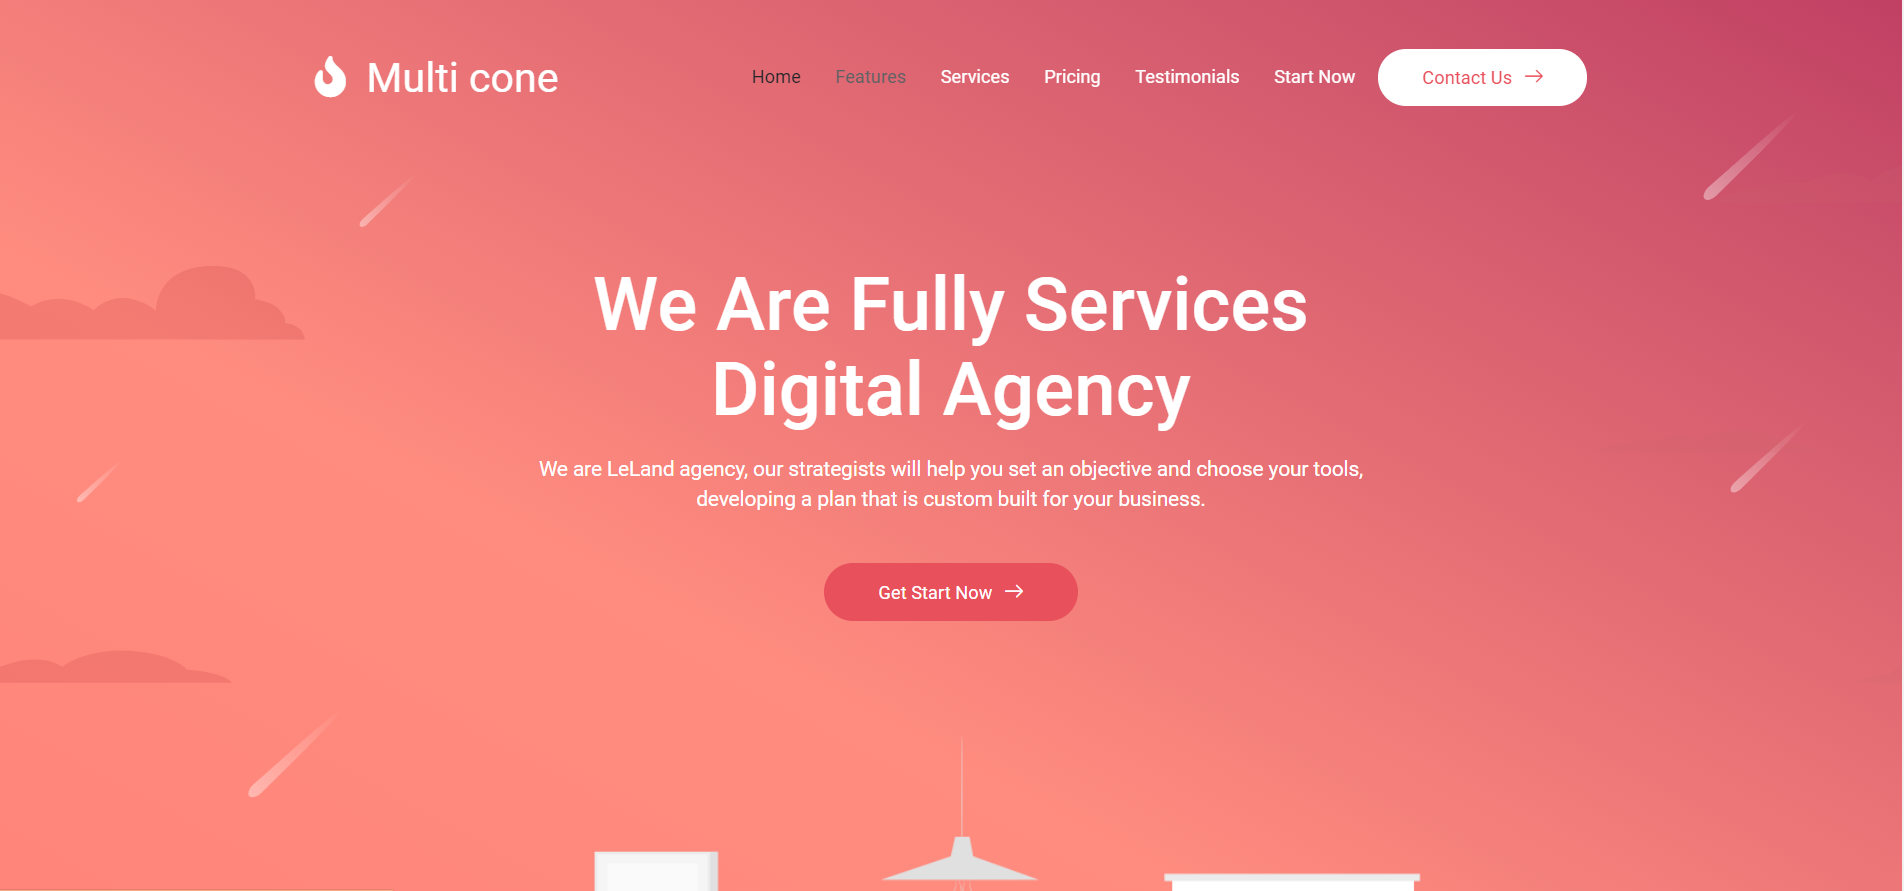 Multi cone
Home Features Services Pricing Testimonials Start Now Contact Us
We Are Fully Services
Digital Agency
We are LeLand agency, our strategists will help you set an objective and choose your tools,
developing a plan that is custom built for your business.
Get Start Now